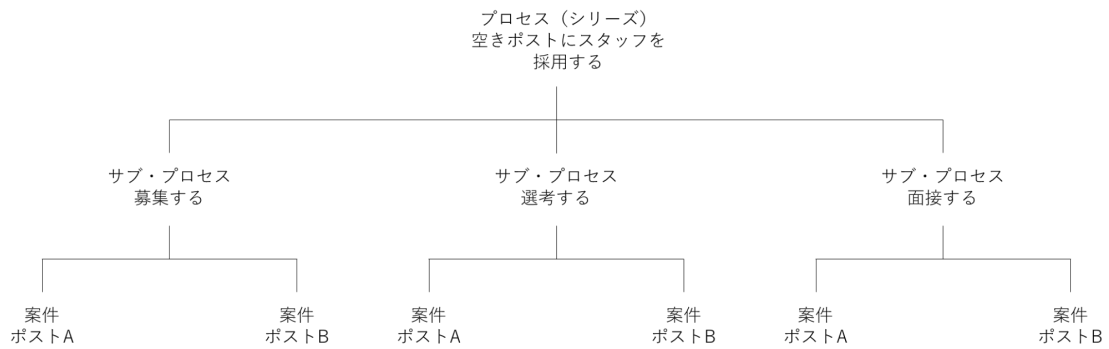 プロセス（シリーズ）
空きポストにスタッフを
採用する
サブ・プロセス
募集する
サブ・プロセス
選考する
サブ・プロセス
面接する
案件
ポストA
案件
ポストB
案件
ポストA
案件
ポストB
案件
ポストA
案件
ポストB